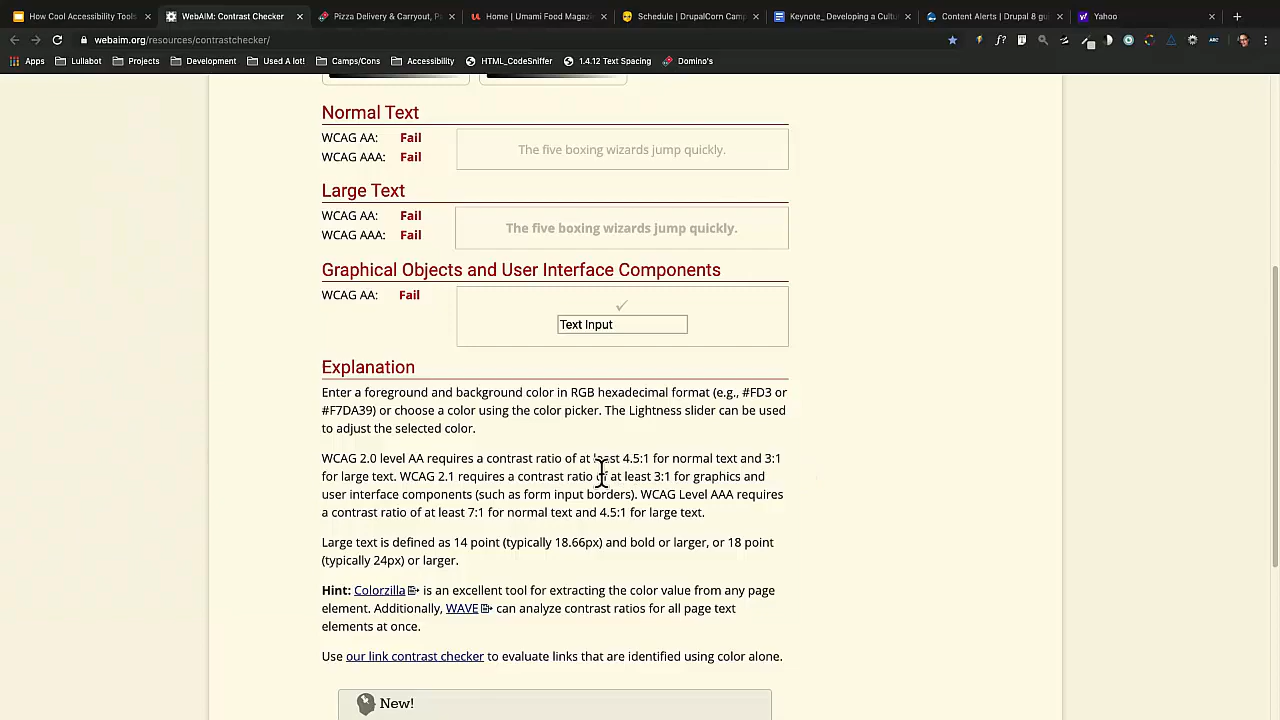 How Cool Accessibility Tools
WebAIM: Contrast Checker
Pizza Delivery & Carryout, P
Home | Umami Food Magazi
Schedule | DrupalCorn Camp
Keynote_ Developing a Cultu
Content Alerts | Drupal 8 gui
Yahoo
webaim.org/resources/contrastchecker/
ABC
Apps
Lullabot
Projects
Development
Used A lot!
Camps/Cons
Accessibility
HTML_CodeSniffer
1.4.12 Text Spacing
Domino's
Normal Text
WCAG AA: Fail
WCAG AAA: Fail
The five boxing wizards jump quickly.
Large Text
WCAG AA: Fail
WCAG AAA: Fail
The five boxing wizards jump quickly.
Graphical Objects and User Interface Components
WCAG AA: Fail
Text Input
Explanation
Enter a foreground and background color in RGB hexadecimal format (e.g., #FD3 or
#F7DA39) or choose a color using the color picker. The Lightness slider can be used
to adjust the selected color.
WCAG 2.0 level AA requires a contrast ratio of at least 4.5:1 for normal text and 3:1
for large text. WCAG 2.1 requires a contrast ratio of at least 3:1 for graphics and
user interface components (such as form input borders). WCAG Level AAA requires
a contrast ratio of at least 7:1 for normal text and 4.5:1 for large text.
Large text is defined as 14 point (typically 18.66px) and bold or larger, or 18 point
(typically 24px) or larger.
Hint: Colorzilla is an excellent tool for extracting the color value from any page
element. Additionally, WAVE can analyze contrast ratios for all page text
elements at once.
Use our link contrast checker to evaluate links that are identified using color alone.
New!